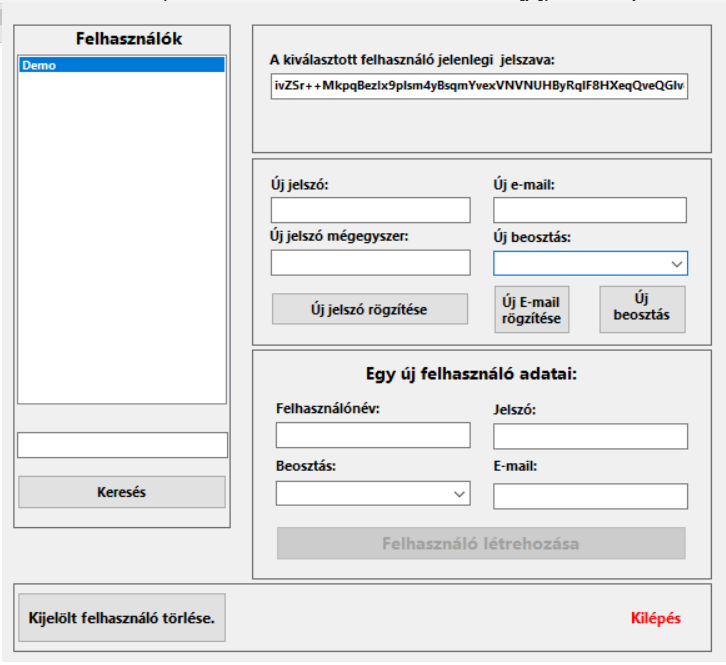 Felhasználók
Demo
Keresés
A kiválasztott felhasználó jelenlegi jelszava:
ivZSr++MkpqBezlx9plsm4yBsqmYvexVNVNUHByRqIF8HXeqQveQGlv
Új jelszó:
Új e-mail:
Új jelszó mégegyszer:
Új beosztás:
Új jelszó rögzítése
Új E-mail
rögzítése
Új
beosztás
Egy új felhasználó adatai:
Felhasználónév:
Jelszó:
Beosztás:
E-mail:
Felhasználó létrehozása
Kijelölt felhasználó törlése.
Kilépés